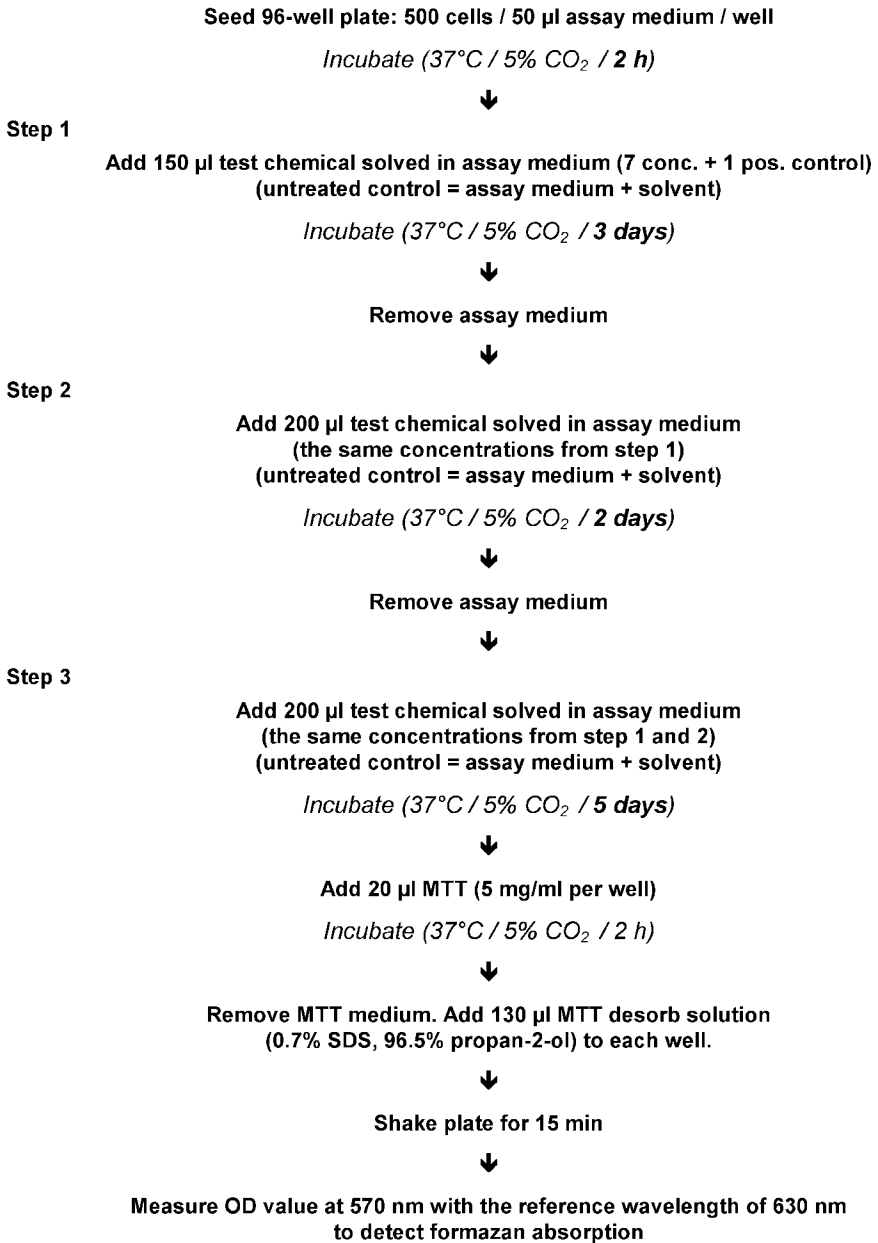 Seed 96-well plate: 500 cells / 50 µl assay medium / well
Incubate (37°C / 5% CO₂ / 2 h)
Step 1
Add 150 µl test chemical solved in assay medium (7 conc. + 1 pos. control)
(untreated control = assay medium + solvent)
Incubate (37°C / 5% CO₂ / 3 days)
Remove assay medium
Step 2
Add 200 µl test chemical solved in assay medium
(the same concentrations from step 1)
(untreated control = assay medium + solvent)
Incubate (37°C / 5% CO₂ / 2 days)
Remove assay medium
Step 3
Add 200 µl test chemical solved in assay medium
(the same concentrations from step 1 and 2)
(untreated control = assay medium + solvent)
Incubate (37°C / 5% CO₂ / 5 days)
Add 20 µl MTT (5 mg/ml per well)
Incubate (37°C / 5% CO₂ / 2 h)
Remove MTT medium. Add 130 µl MTT desorb solution
(0.7% SDS, 96.5% propan-2-ol) to each well.
Shake plate for 15 min
Measure OD value at 570 nm with the reference wavelength of 630 nm
to detect formazan absorption